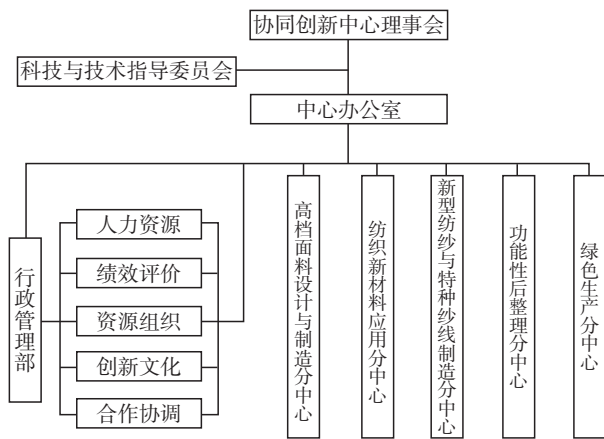 协同创新中心理事会
科技与技术指导委员会
中心办公室
行政管理部
人力资源
绩效评价
资源组织
创新文化
合作协调
高档面料设计与制造分中心
纺织新材料应用分中心
新型纺纱与特种纱线制造分中心
功能性后整理分中心
绿色生产分中心